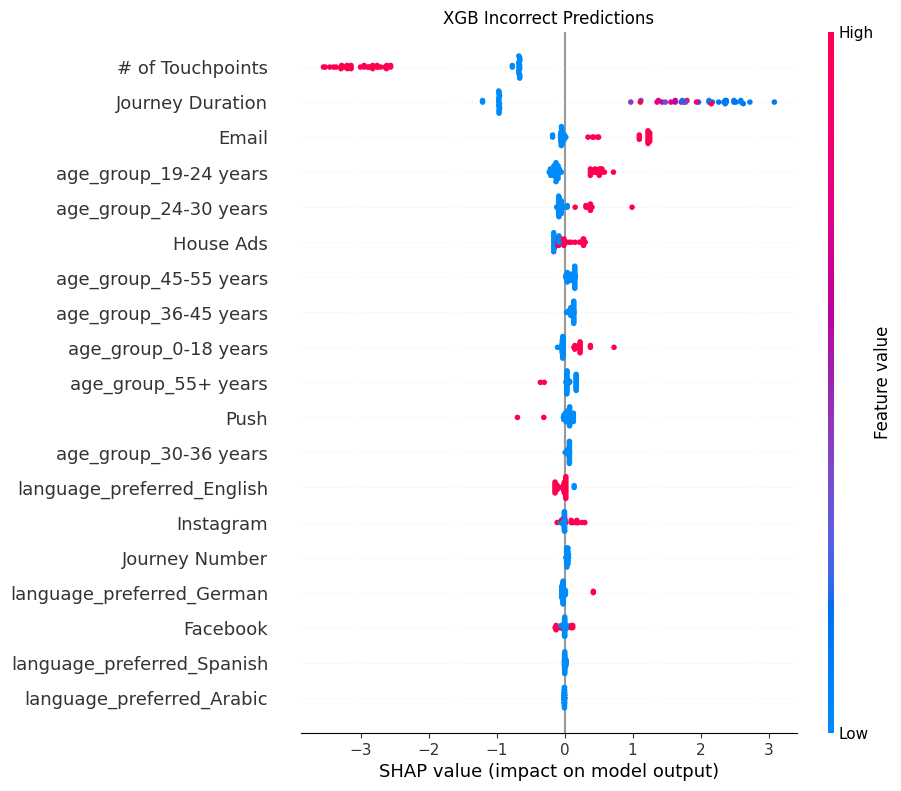 XGB Incorrect Predictions
High
# of Touchpoints
Journey Duration
Email
age_group_19-24 years
age_group_24-30 years
House Ads
age_group_45-55 years
age_group_36-45 years
age_group_0-18 years
age_group_55+ years
Push
age_group_30-36 years
language_preferred_English
Instagram
Journey Number
language_preferred_German
Facebook
language_preferred_Spanish
language_preferred_Arabic
Feature value
Low
−3 −2 −1 0 1 2 3
SHAP value (impact on model output)